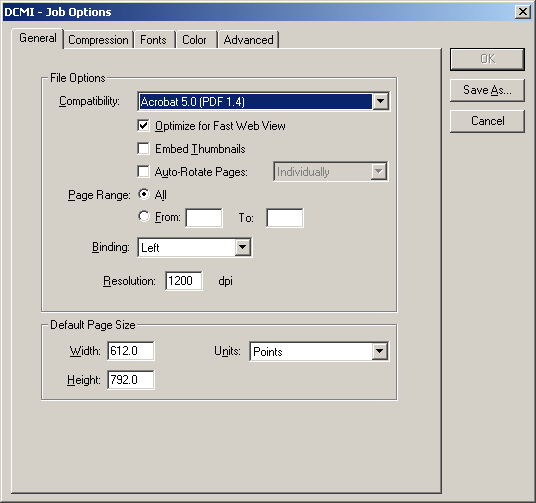 DCMI - Job Options
General Compression Fonts Color Advanced
OK
Save As...
Cancel
File Options
Compatibility: Acrobat 5.0 (PDF 1.4)
Optimize for Fast Web View
Embed Thumbnails
Auto-Rotate Pages: Individually
Page Range: All
From: To:
Binding: Left
Resolution: 1200 dpi
Default Page Size
Width: 612.0 Units: Points
Height: 792.0